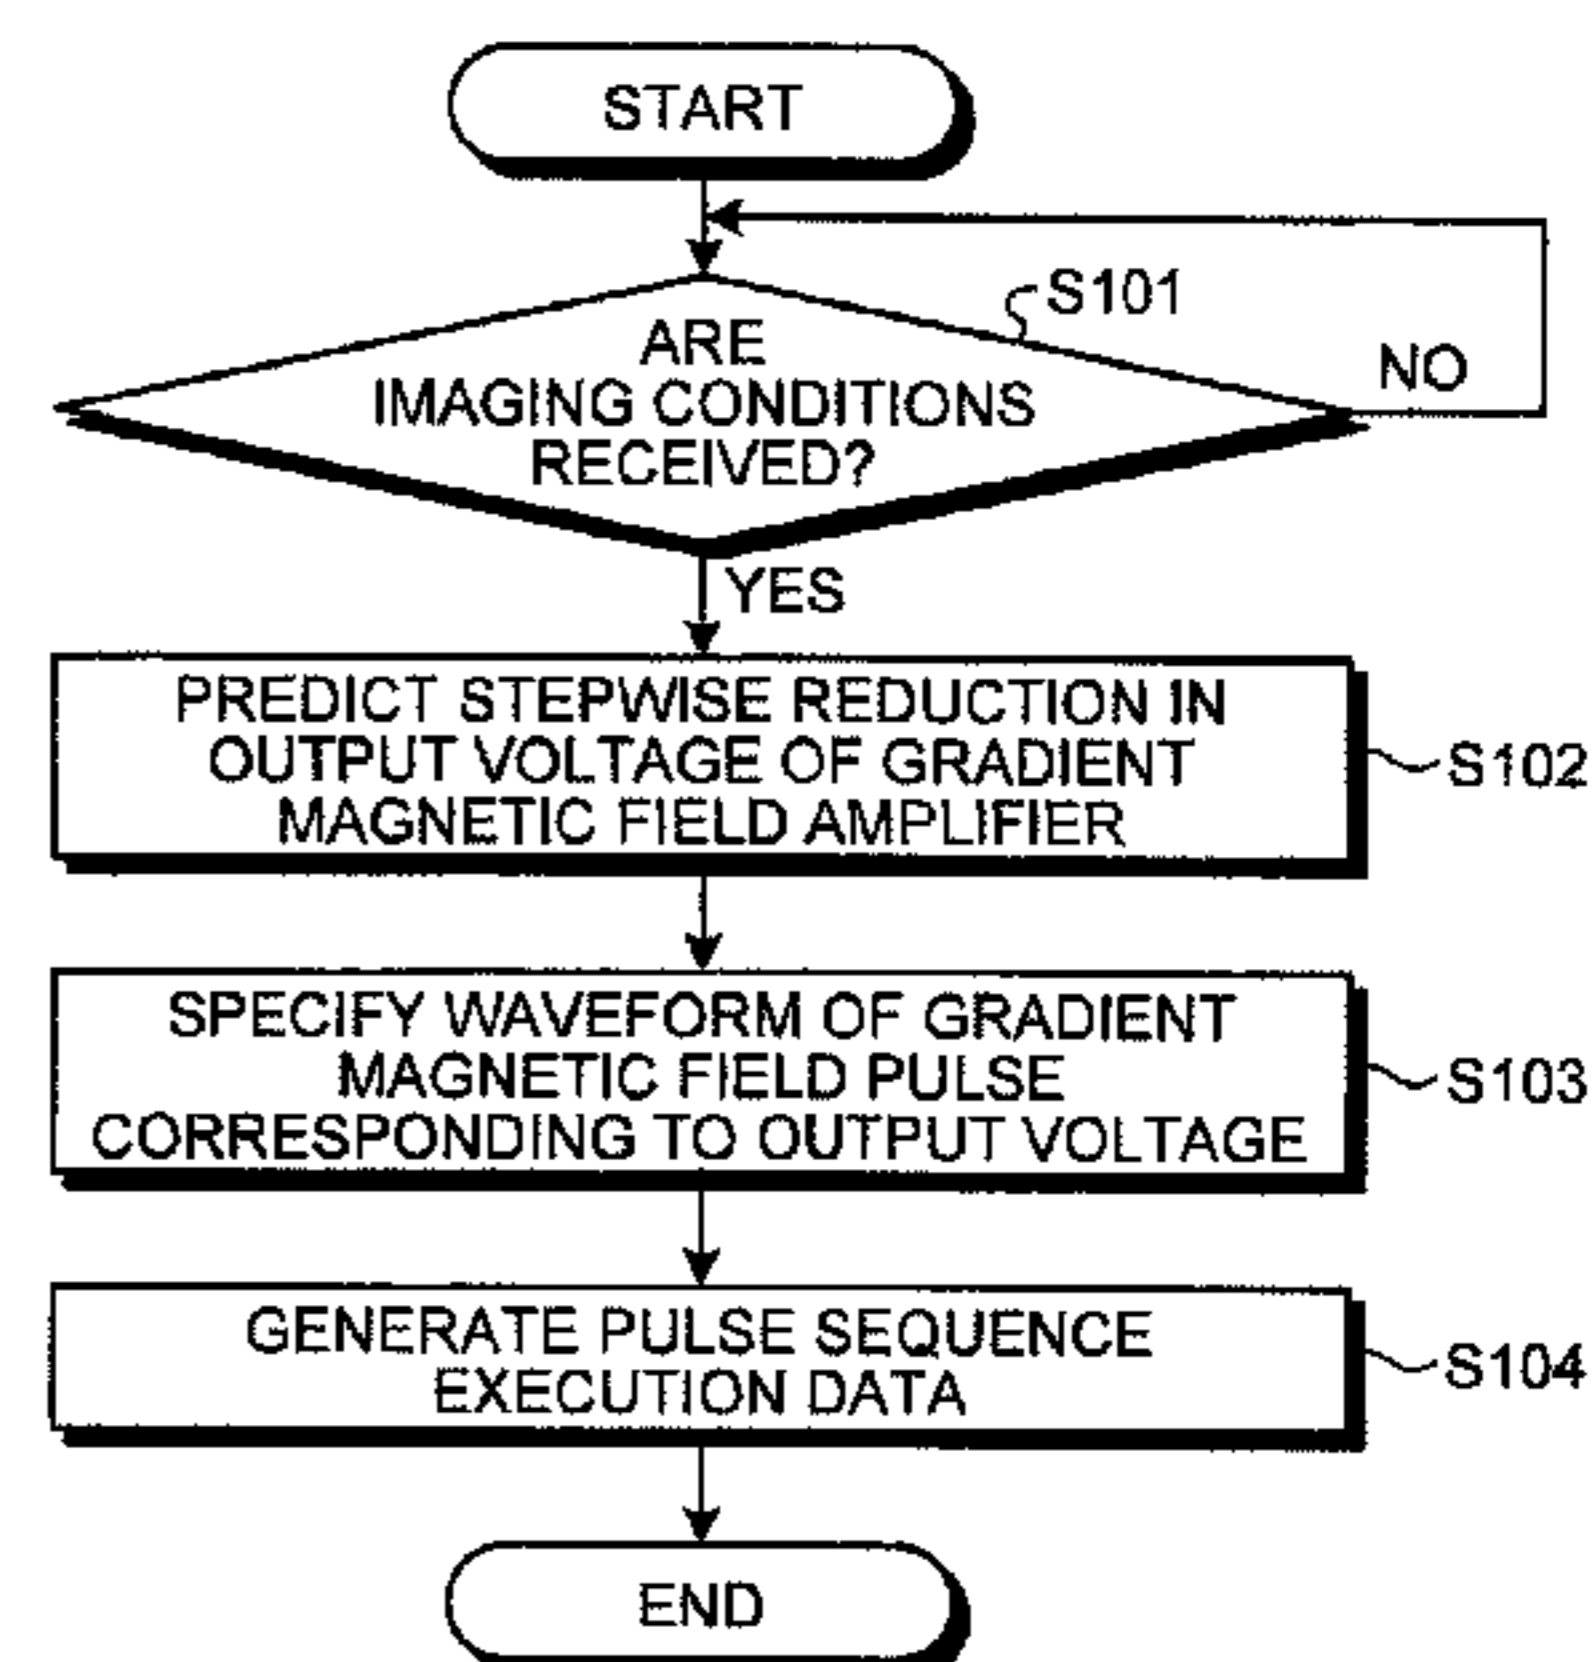 START
S101
ARE
IMAGING CONDITIONS
RECEIVED?
NO
YES
PREDICT STEPWISE REDUCTION IN
OUTPUT VOLTAGE OF GRADIENT
MAGNETIC FIELD AMPLIFIER
S102
SPECIFY WAVEFORM OF GRADIENT
MAGNETIC FIELD PULSE
CORRESPONDING TO OUTPUT VOLTAGE
S103
GENERATE PULSE SEQUENCE
EXECUTION DATA
S104
END